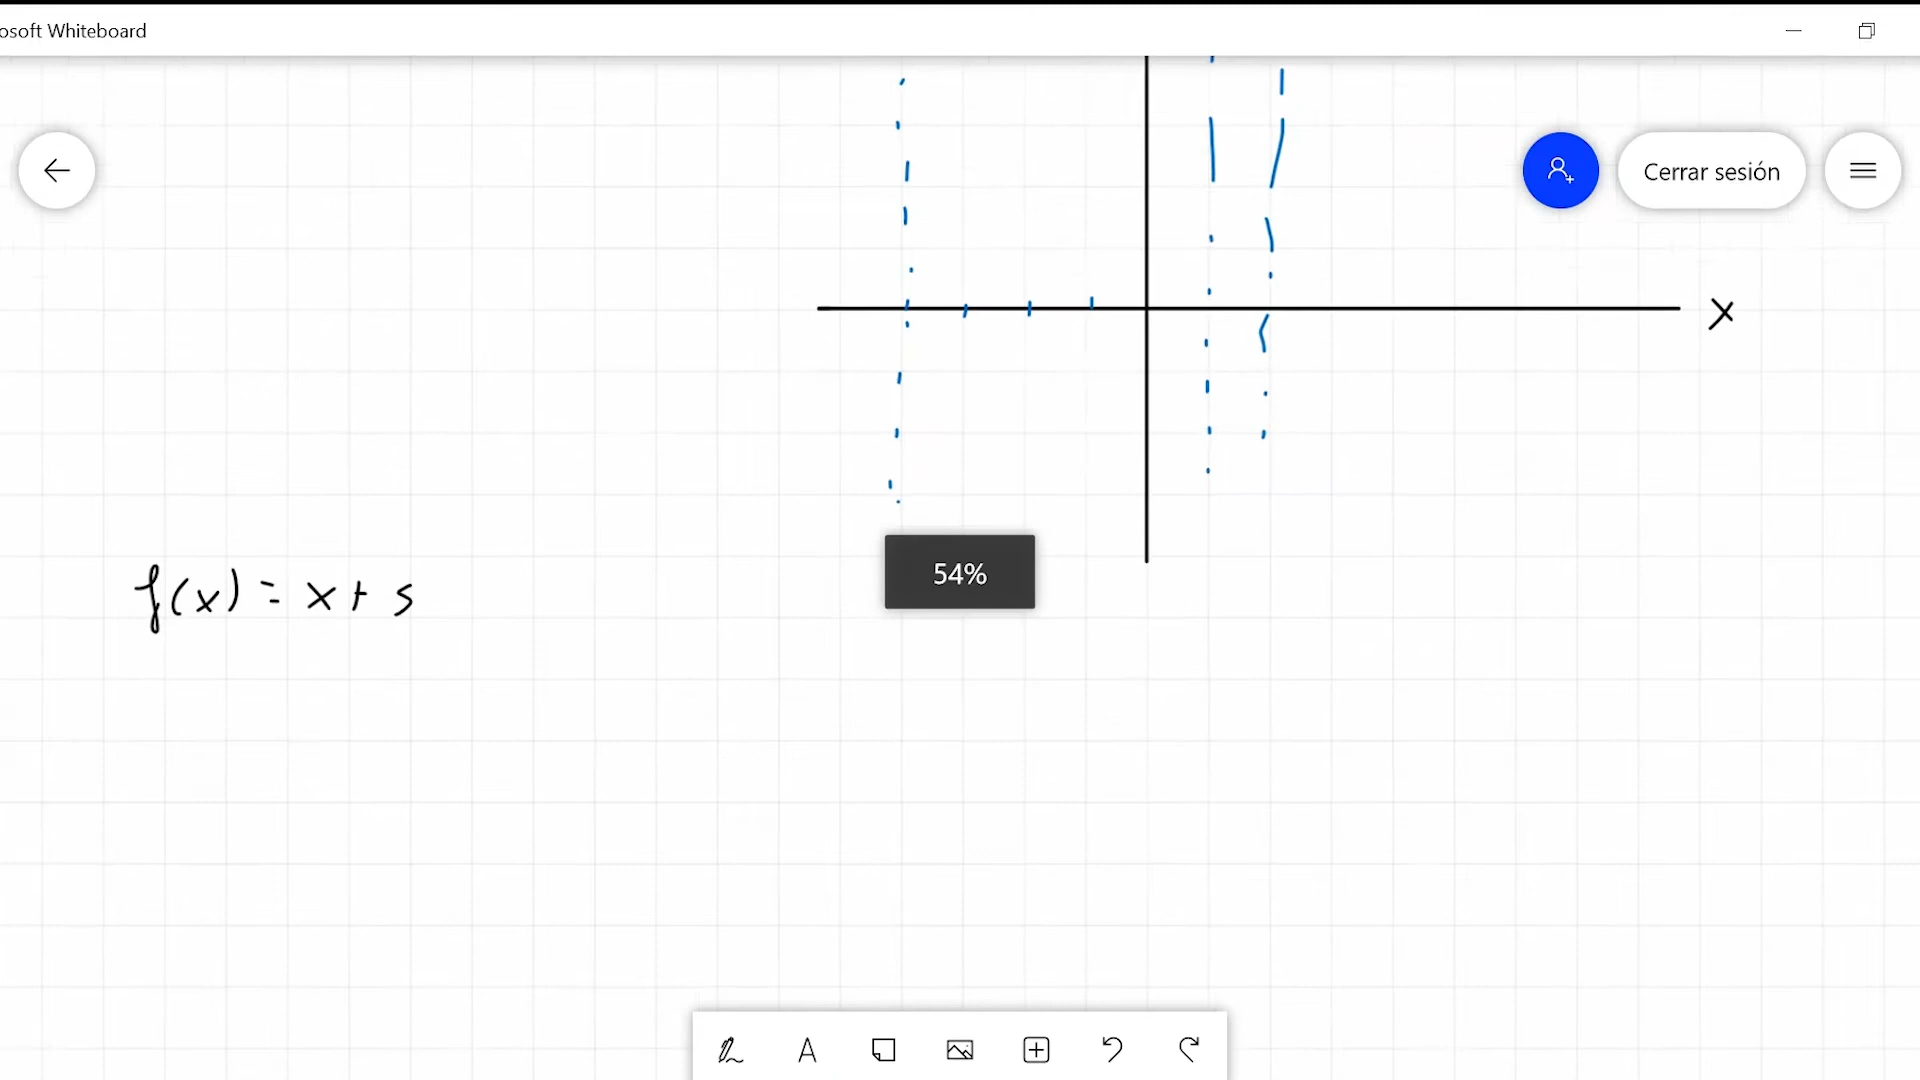 osoft Whiteboard
Cerrar sesión
x
54%
f(x) = x + 5